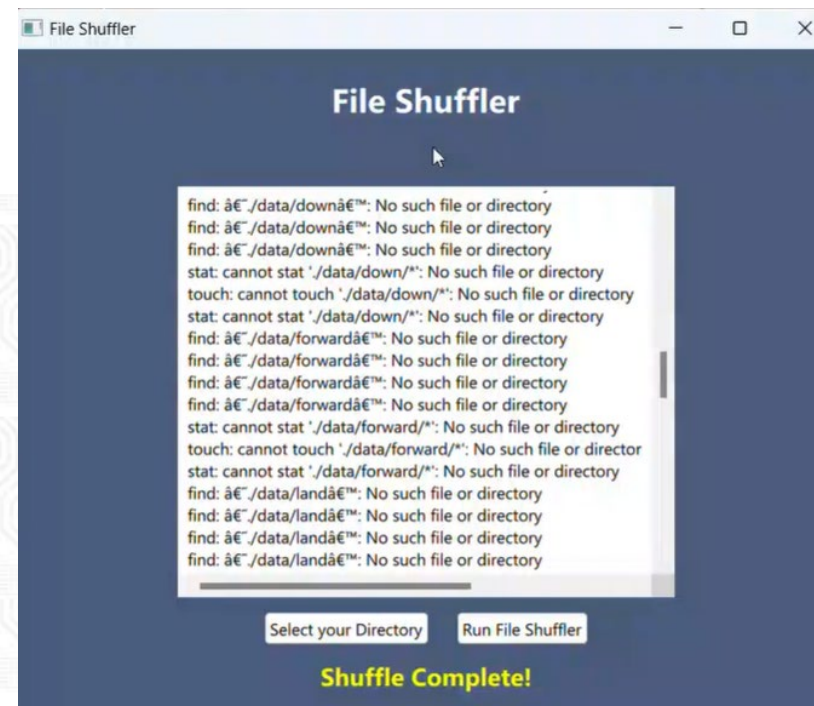 File Shuffler
File Shuffler
find: â€˜./data/downâ€™: No such file or directory
find: â€˜./data/downâ€™: No such file or directory
find: â€˜./data/downâ€™: No such file or directory
stat: cannot stat './data/down/*': No such file or directory
touch: cannot touch './data/down/*': No such file or directory
stat: cannot stat './data/down/*': No such file or directory
find: â€˜./data/forwardâ€™: No such file or directory
find: â€˜./data/forwardâ€™: No such file or directory
find: â€˜./data/forwardâ€™: No such file or directory
find: â€˜./data/forwardâ€™: No such file or directory
stat: cannot stat './data/forward/*': No such file or directory
touch: cannot touch './data/forward/*': No such file or director
stat: cannot stat './data/forward/*': No such file or directory
find: â€˜./data/landâ€™: No such file or directory
find: â€˜./data/landâ€™: No such file or directory
find: â€˜./data/landâ€™: No such file or directory
find: â€˜./data/landâ€™: No such file or directory
Select your Directory Run File Shuffler
Shuffle Complete!